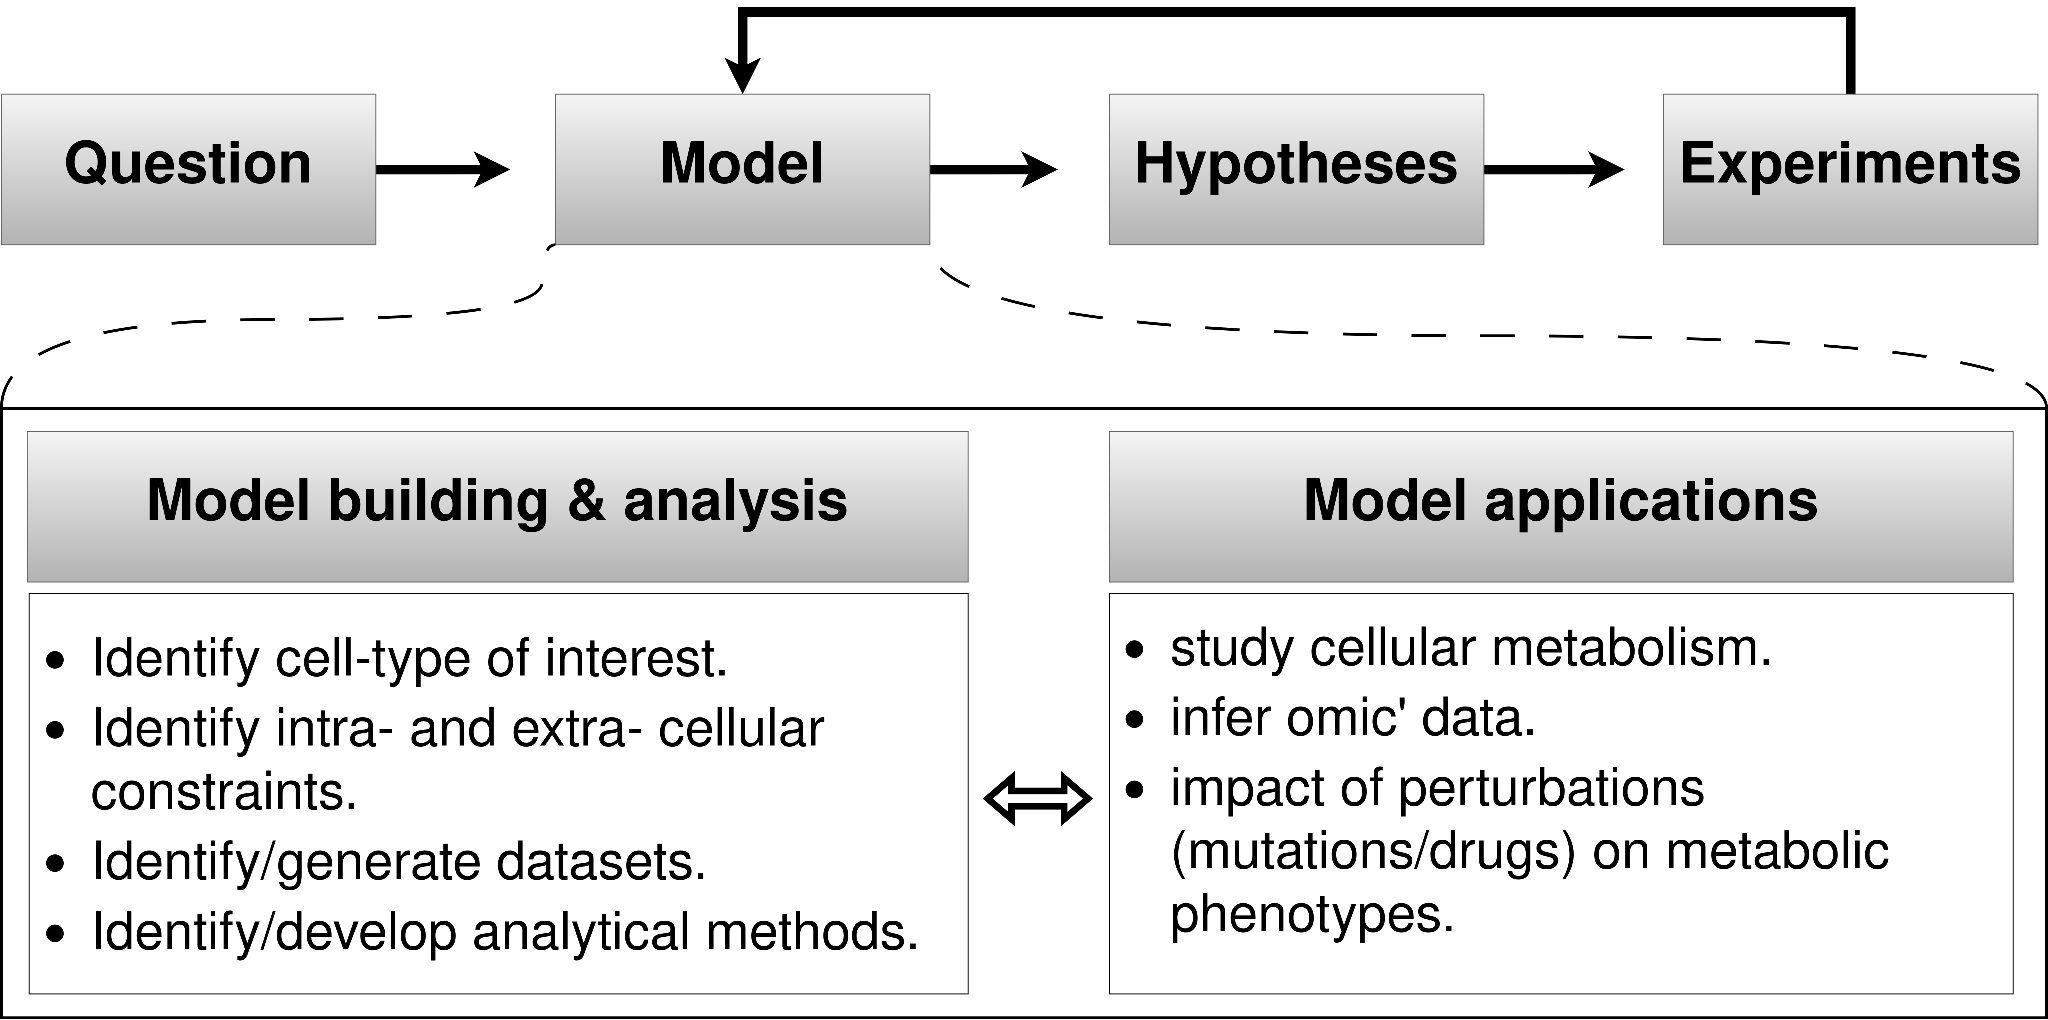 Question
Model
Hypotheses
Experiments
Model building & analysis
• Identify cell-type of interest.
• Identify intra- and extra- cellular
constraints.
• Identify/generate datasets.
• Identify/develop analytical methods.
Model applications
• study cellular metabolism.
• infer omic' data.
• impact of perturbations
(mutations/drugs) on metabolic
phenotypes.